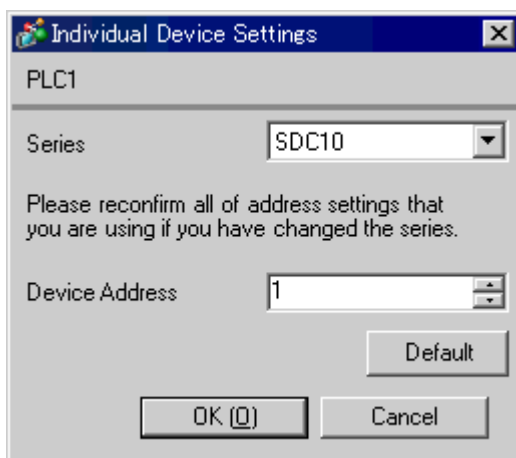 Individual Device Settings
PLC1
Series
SDC10
Please reconfirm all of address settings that
you are using if you have changed the series.
Device Address
1
Default
OK (O)
Cancel